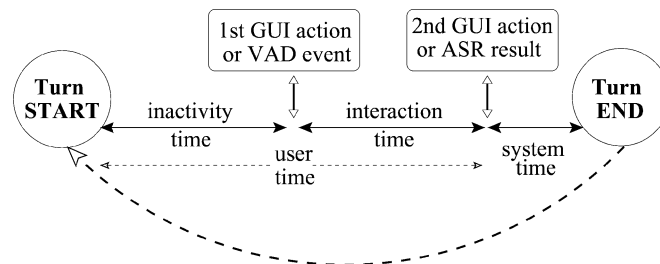 1st GUI action
or VAD event
2nd GUI action
or ASR result
Turn
START
Turn
END
inactivity
time
interaction
time
user
time
system
time